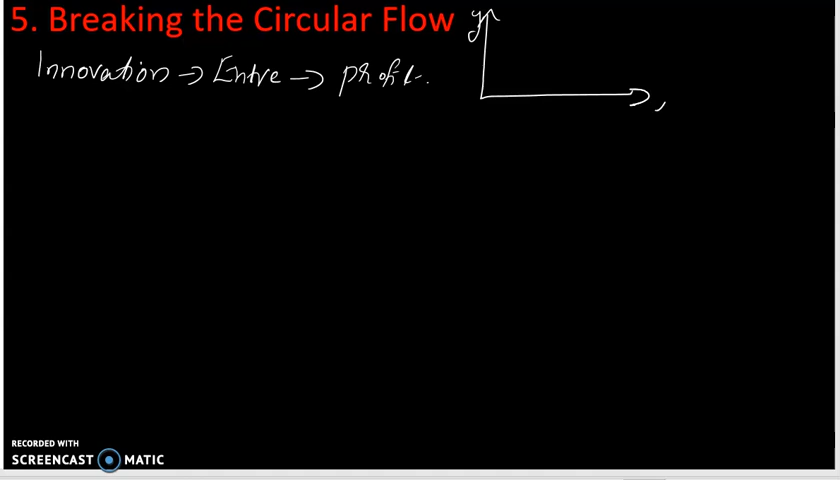 5. Breaking the Circular Flow
y
Innovation → Entre → profit.
RECORDED WITH
SCREENCAST MATIC